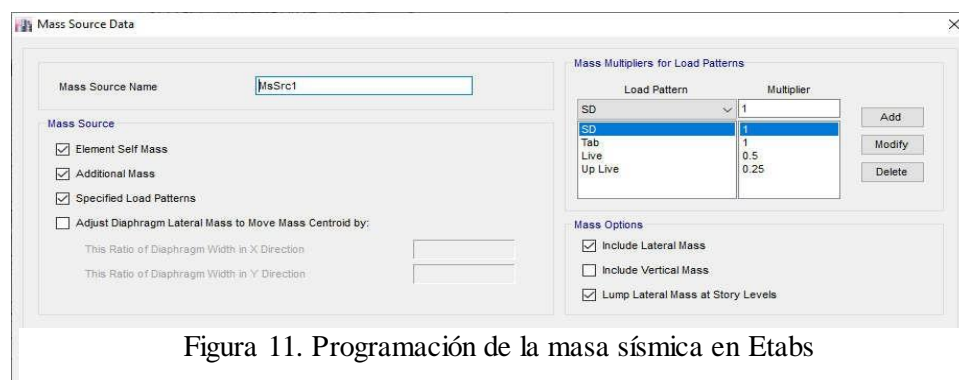 Mass Source Data
Mass Source Name
MsSrc1
Mass Source
Element Self Mass
Additional Mass
Specified Load Patterns
Adjust Diaphragm Lateral Mass to Move Mass Centroid by:
This Ratio of Diaphragm Width in X Direction
This Ratio of Diaphragm Width in Y Direction
Mass Multipliers for Load Patterns
Load Pattern Multiplier
SD 1
SD 1
Tab 1
Live 0.5
Up Live 0.25
Add
Modify
Delete
Mass Options
Include Lateral Mass
Include Vertical Mass
Lump Lateral Mass at Story Levels
Figura 11. Programación de la masa sísmica en Etabs